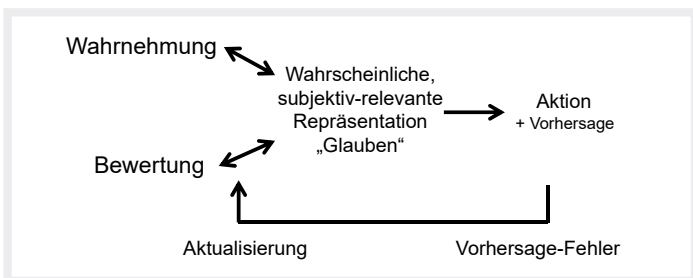 Wahrnehmung
Wahrscheinliche,
subjektiv-relevante
Repräsentation
„Glauben“
Aktion
+ Vorhersage
Bewertung
Aktualisierung
Vorhersage-Fehler